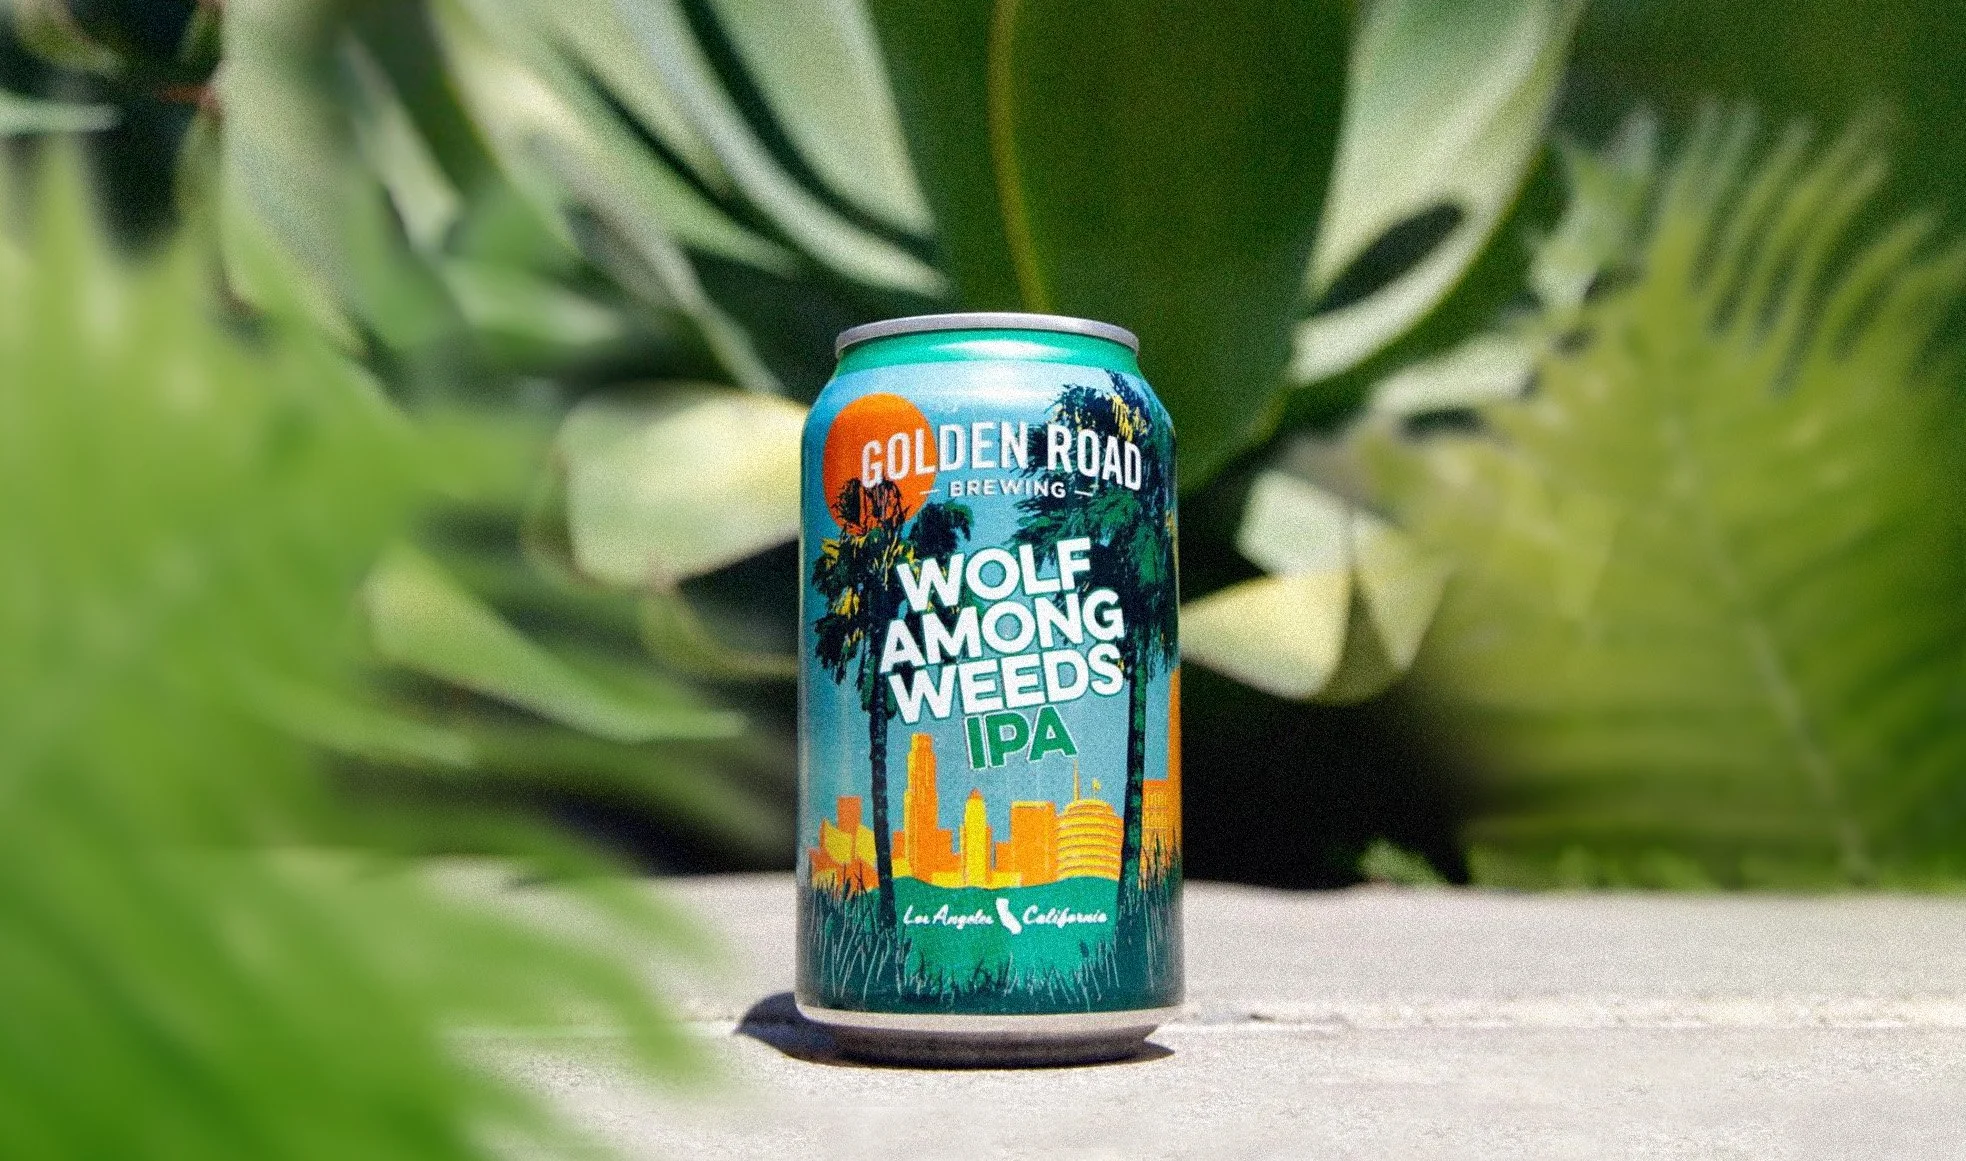 GOLDEN ROAD
BREWING
WOLF
AMONG
WEEDS
IPA
Los Angeles California